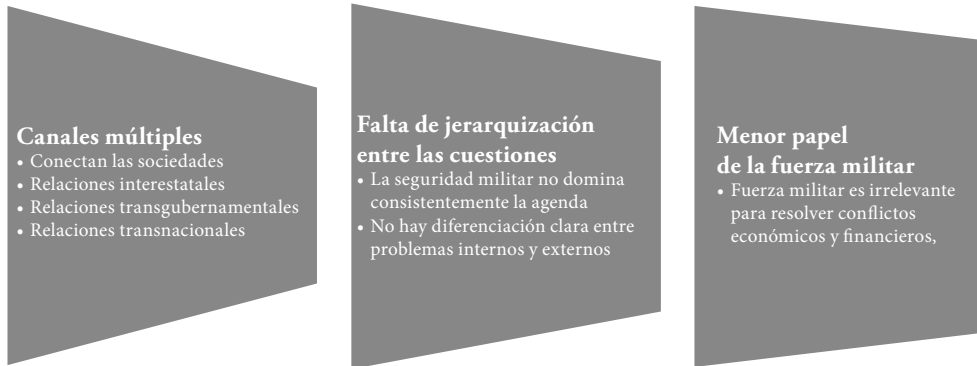 Canales múltiples
• Conectan las sociedades
• Relaciones interestatales
• Relaciones transgubernamentales
• Relaciones transnacionales
Falta de jerarquización
entre las cuestiones
• La seguridad militar no domina
consistentemente la agenda
• No hay diferenciación clara entre
problemas internos y externos
Menor papel
de la fuerza militar
• Fuerza militar es irrelevante
para resolver conflictos
económicos y financieros,